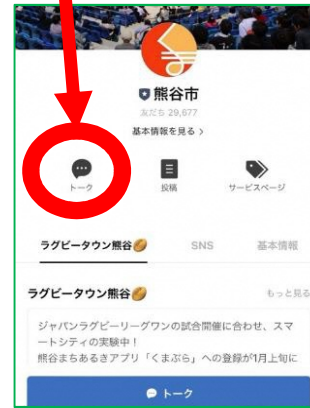 熊谷市
友だち 29,677
基本情報を見る >
トーク
投稿
サービスページ
ラグビータウン熊谷🏉
SNS
基本情報
ラグビータウン熊谷🏉
もっと見る
ジャパンラグビーリーグワンの試合開催に合わせ、スマ
ートシティの実験中！
熊谷まちあるきアプリ「くまぶら」への登録が1月上旬に
トーク